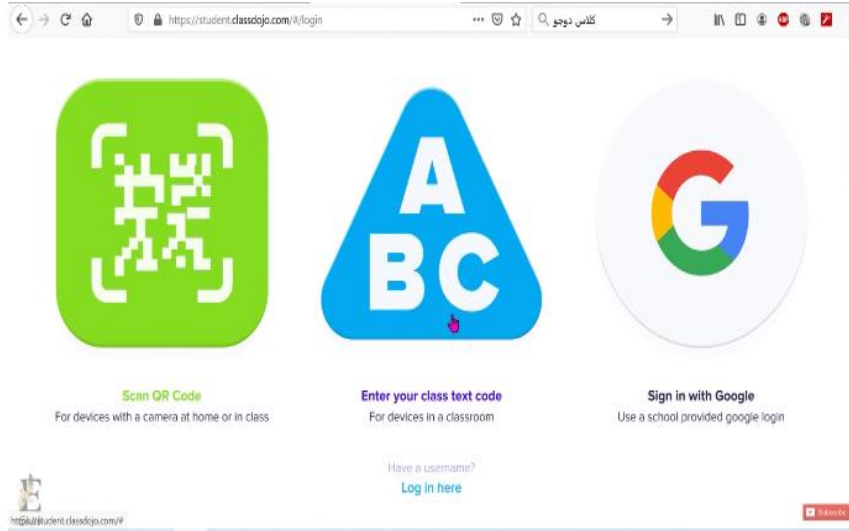 https://student.classdojo.com/#/login
كلاس دوجو
A
B C
G
Scan QR Code
For devices with a camera at home or in class
Enter your class text code
For devices in a classroom
Sign in with Google
Use a school provided google login
Have a username?
Log in here
E
https://student.classdojo.com/#
Subscribe